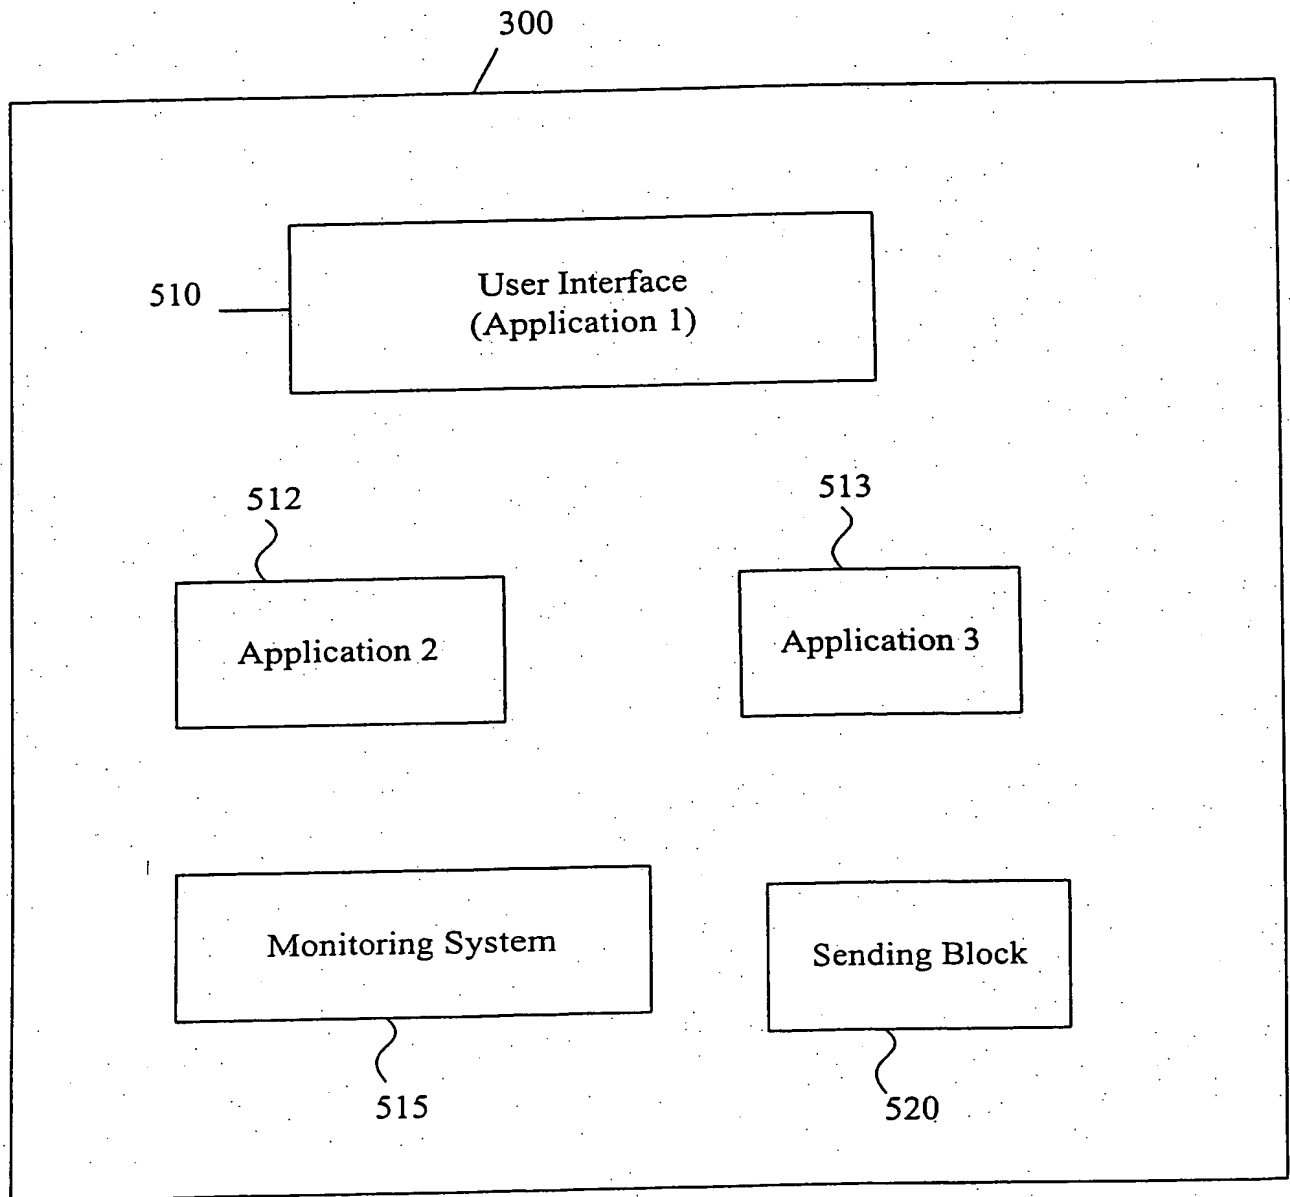 300
510
User Interface
(Application 1)
512
513
Application 2
Application 3
Monitoring System
Sending Block
515
520